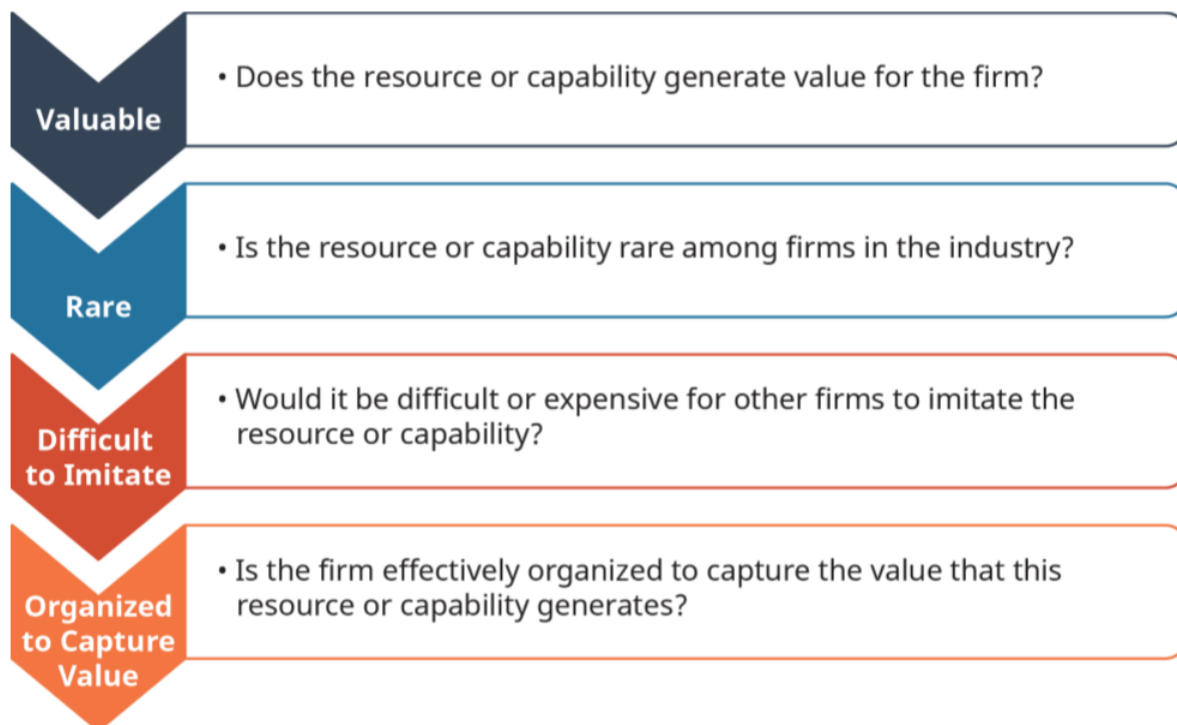 Valuable
• Does the resource or capability generate value for the firm?
Rare
• Is the resource or capability rare among firms in the industry?
Difficult
to Imitate
• Would it be difficult or expensive for other firms to imitate the
resource or capability?
Organized
to Capture
Value
• Is the firm effectively organized to capture the value that this
resource or capability generates?